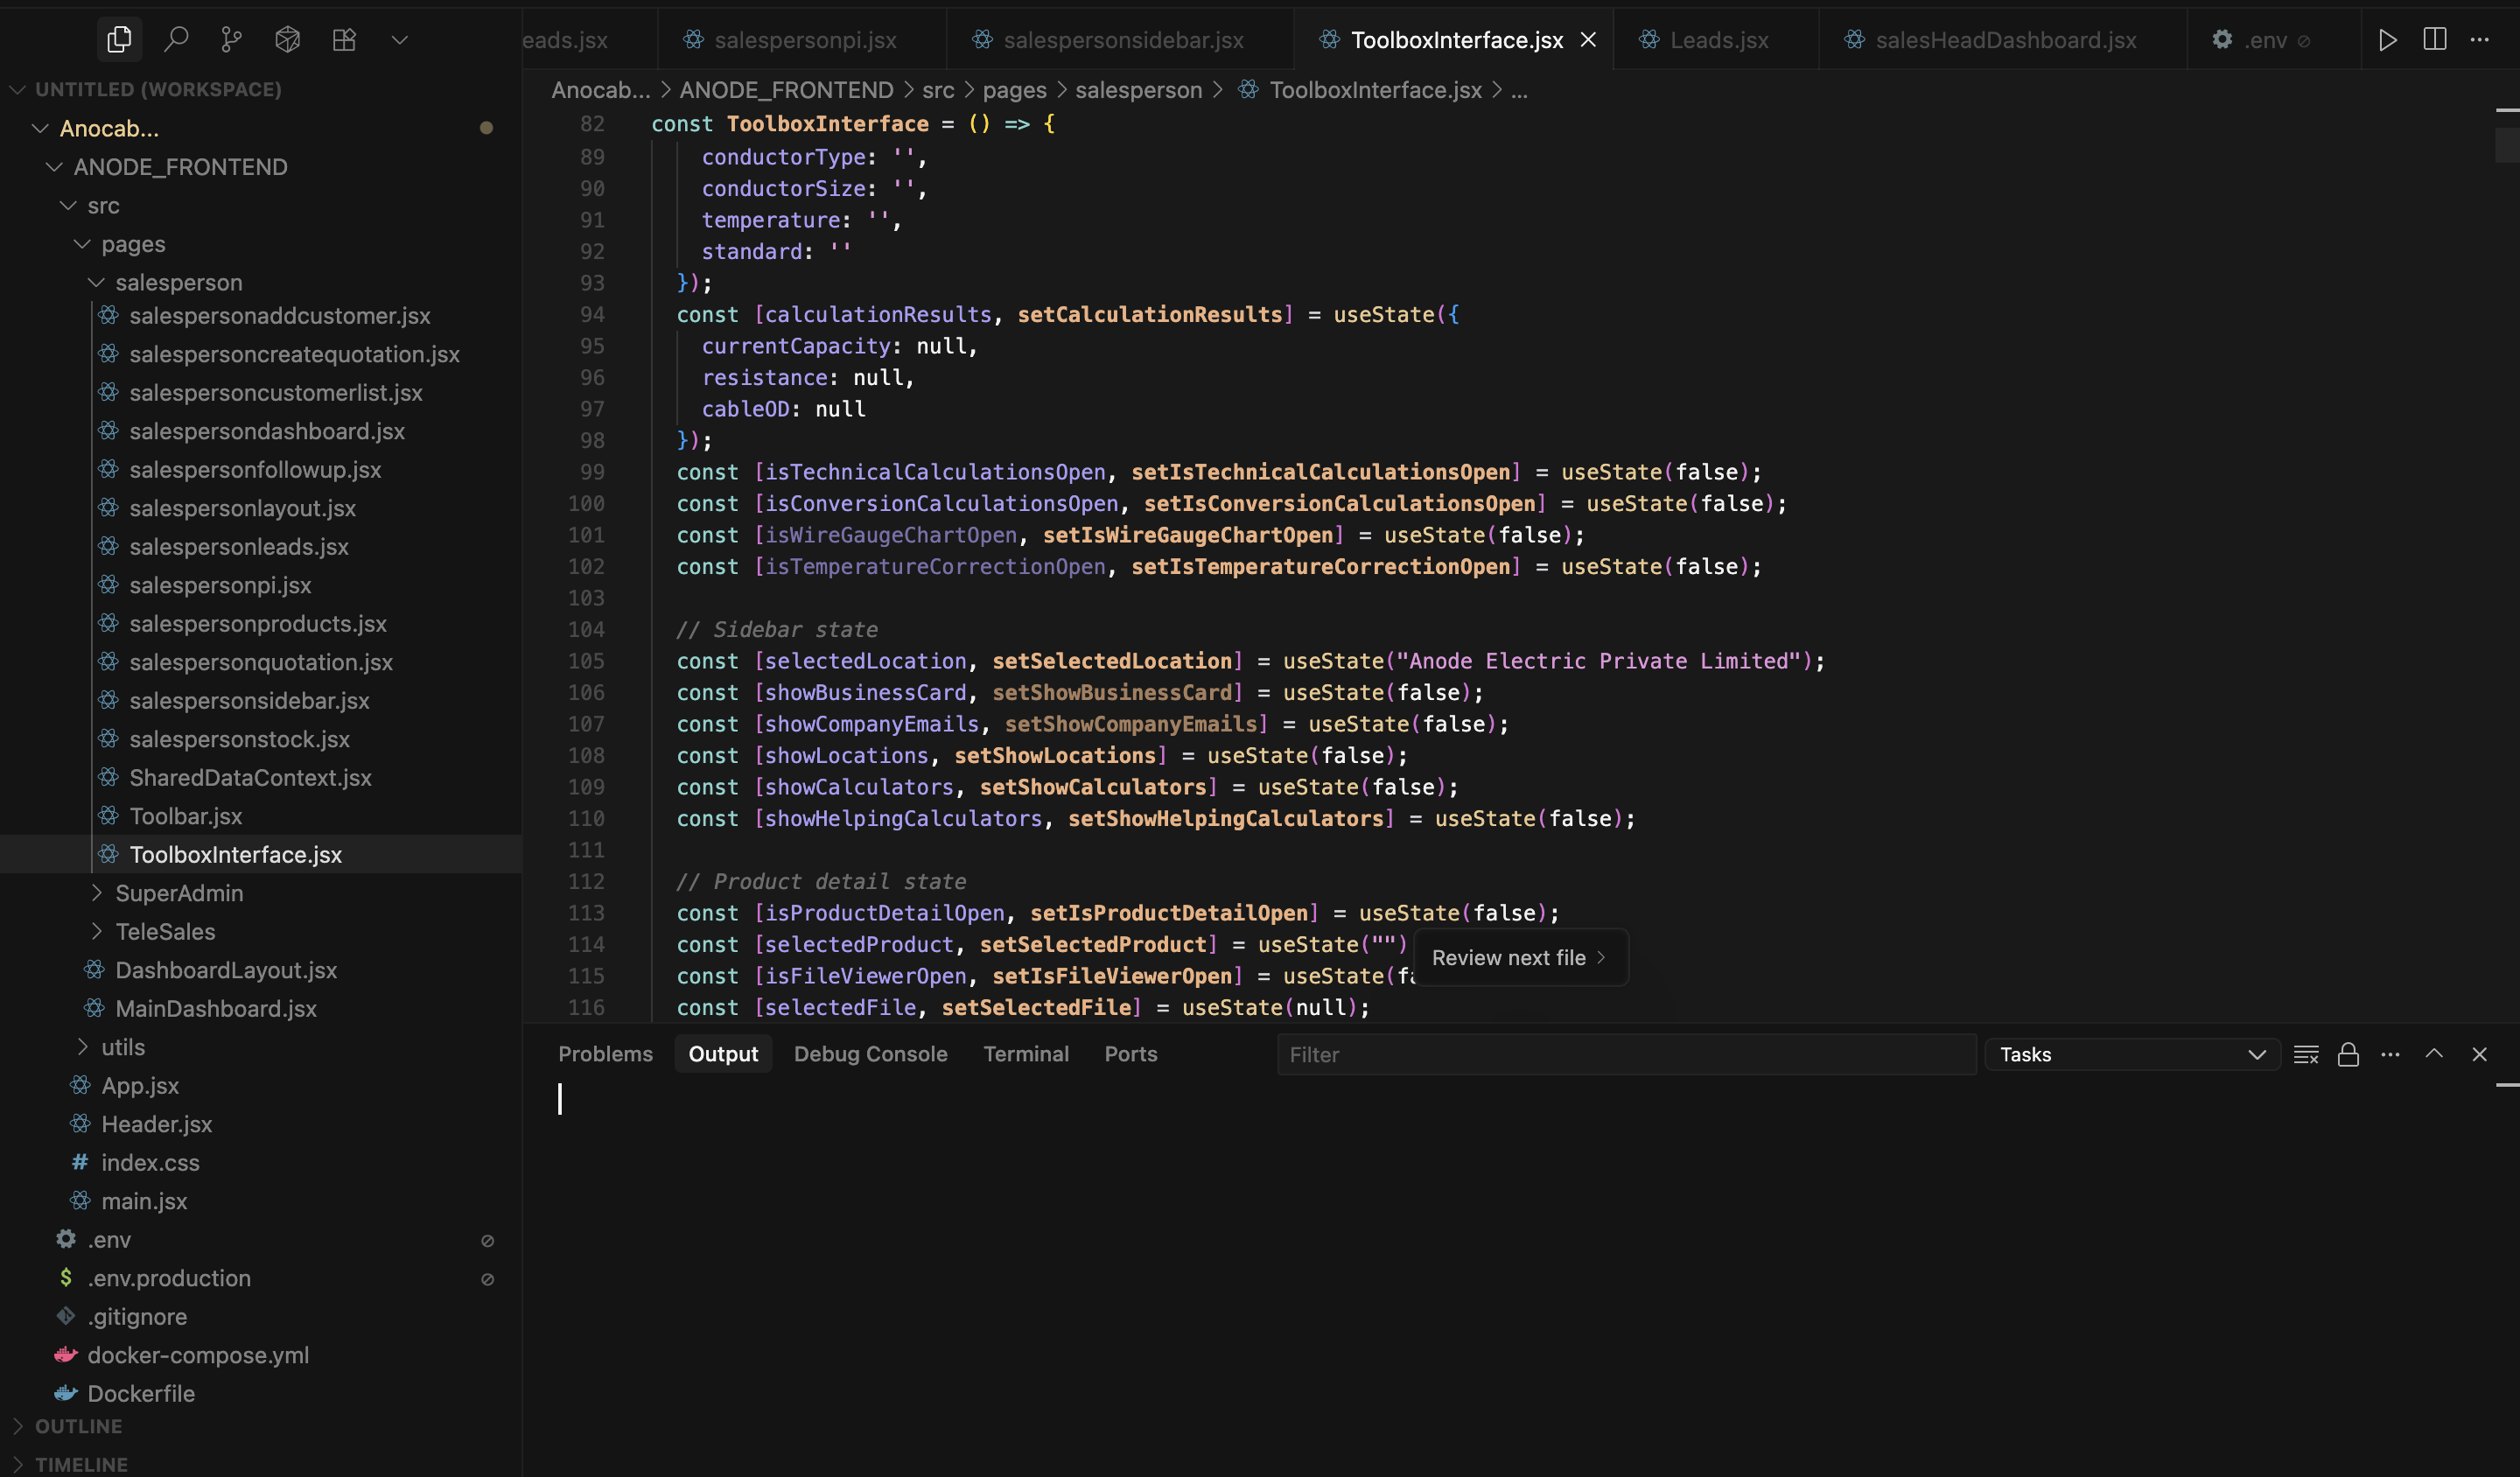 eads.jsx
salespersonpi.jsx
salespersonsidebar.jsx
ToolboxInterface.jsx
Leads.jsx
salesHeadDashboard.jsx
.env
UNTITLED (WORKSPACE)
Anocab...
ANODE_FRONTEND
src
pages
salesperson
salespersonaddcustomer.jsx
salespersoncreatequotation.jsx
salespersoncustomerlist.jsx
salespersondashboard.jsx
salespersonfollowup.jsx
salespersonlayout.jsx
salespersonleads.jsx
salespersonpi.jsx
salespersonproducts.jsx
salespersonquotation.jsx
salespersonsidebar.jsx
salespersonstock.jsx
SharedDataContext.jsx
Toolbar.jsx
ToolboxInterface.jsx
SuperAdmin
TeleSales
DashboardLayout.jsx
MainDashboard.jsx
utils
App.jsx
Header.jsx
# index.css
main.jsx
.env
$ .env.production
.gitignore
docker-compose.yml
Dockerfile
OUTLINE
TIMELINE
Anocab... > ANODE_FRONTEND > src > pages > salesperson > ToolboxInterface.jsx > ...
82 const ToolboxInterface = () => {
89 conductorType: '',
90 conductorSize: '',
91 temperature: '',
92 standard: ''
93 });
94 const [calculationResults, setCalculationResults] = useState({
95 currentCapacity: null,
96 resistance: null,
97 cableOD: null
98 });
99 const [isTechnicalCalculationsOpen, setIsTechnicalCalculationsOpen] = useState(false);
100 const [isConversionCalculationsOpen, setIsConversionCalculationsOpen] = useState(false);
101 const [isWireGaugeChartOpen, setIsWireGaugeChartOpen] = useState(false);
102 const [isTemperatureCorrectionOpen, setIsTemperatureCorrectionOpen] = useState(false);
103
104 // Sidebar state
105 const [selectedLocation, setSelectedLocation] = useState("Anode Electric Private Limited");
106 const [showBusinessCard, setShowBusinessCard] = useState(false);
107 const [showCompanyEmails, setShowCompanyEmails] = useState(false);
108 const [showLocations, setShowLocations] = useState(false);
109 const [showCalculators, setShowCalculators] = useState(false);
110 const [showHelpingCalculators, setShowHelpingCalculators] = useState(false);
111
112 // Product detail state
113 const [isProductDetailOpen, setIsProductDetailOpen] = useState(false);
114 const [selectedProduct, setSelectedProduct] = useState("")
115 const [isFileViewerOpen, setIsFileViewerOpen] = useState(fa
116 const [selectedFile, setSelectedFile] = useState(null);
Review next file >
Problems Output Debug Console Terminal Ports Filter Tasks